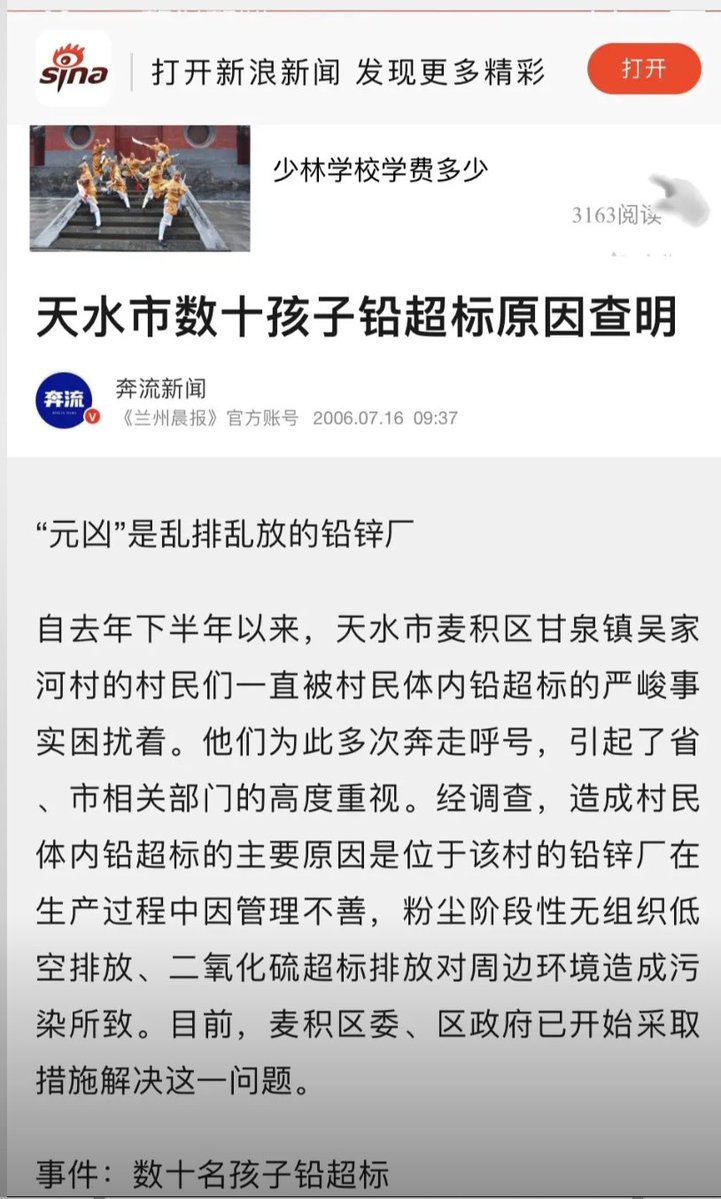 sina
打开新浪新闻 发现更多精彩
打开
少林学校学费多少
3163阅读
天水市数十孩子铅超标原因查明
奔流
奔流新闻
V
《兰州晨报》官方账号 2006.07.16 09:37
“元凶”是乱排乱放的铅锌厂
自去年下半年以来，天水市麦积区甘泉镇吴家
河村的村民们一直被村民体内铅超标的严峻事
实困扰着。他们为此多次奔走呼号，引起了省
、市相关部门的高度重视。经调查，造成村民
体内铅超标的主要原因是位于该村的铅锌厂在
生产过程中因管理不善，粉尘阶段性无组织低
空排放、二氧化硫超标排放对周边环境造成污
染所致。目前，麦积区委、区政府已开始采取
措施解决这一问题。
事件：数十名孩子铅超标